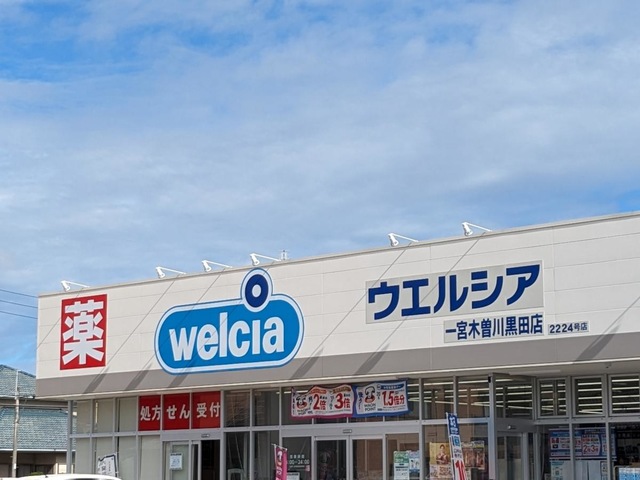 薬
welcia
ウエルシア
一宮木曽川黒田店 2224号店
処方せん受付
2倍 3倍
1.5倍分